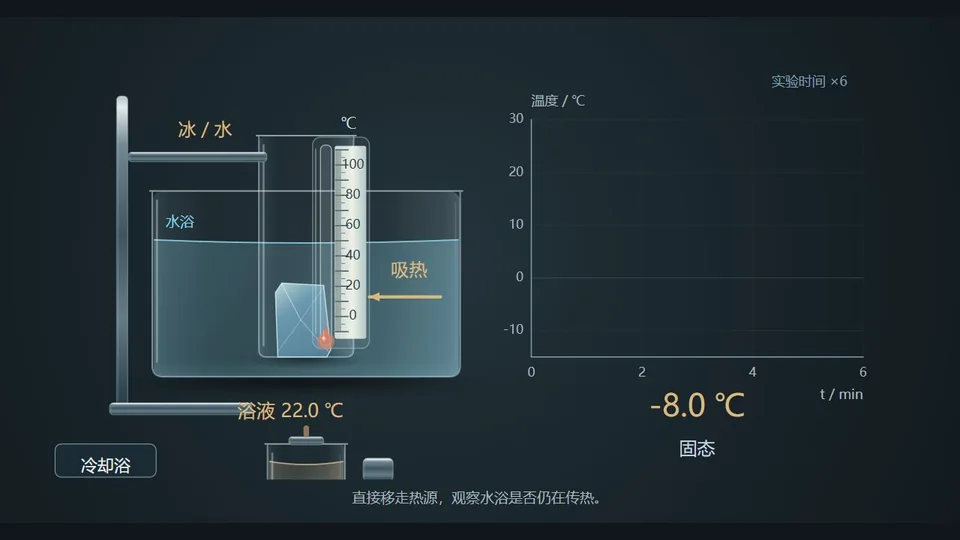 实验时间 ×6
温度 / ℃
冰 / 水
℃
水浴
100
80
60
40
20
0
吸热
30
20
10
0
-10
0
2
4
6
t / min
浴液 22.0 ℃
-8.0 ℃
固态
冷却浴
直接移走热源，观察水浴是否仍在传热。